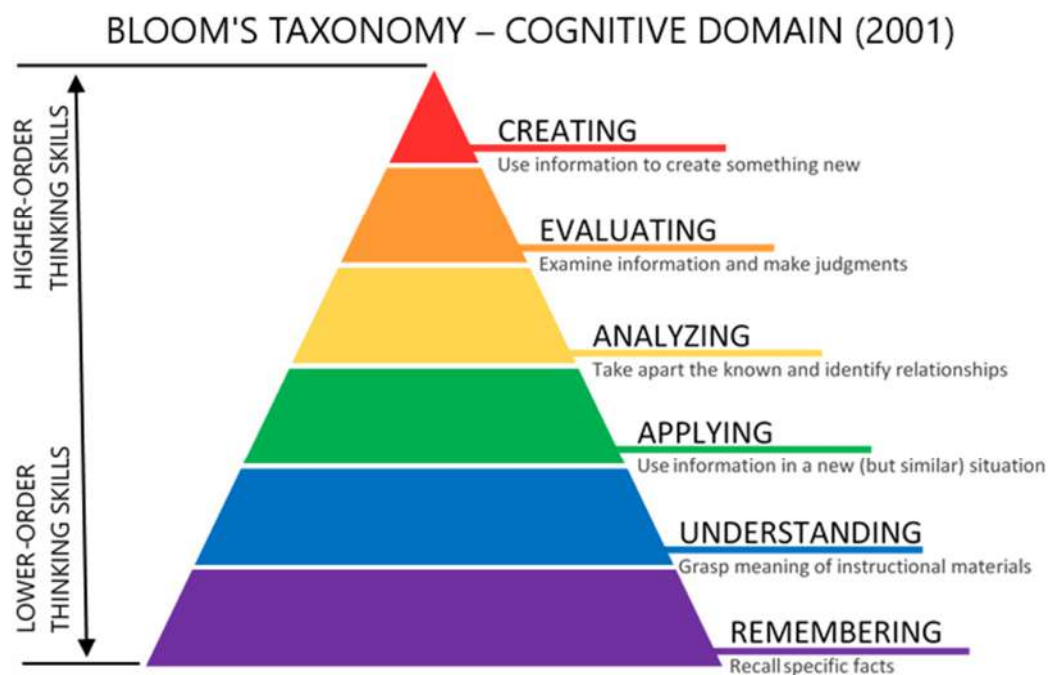 BLOOM'S TAXONOMY – COGNITIVE DOMAIN (2001)
HIGHER-ORDER
THINKING SKILLS
CREATING
Use information to create something new
EVALUATING
Examine information and make judgments
ANALYZING
Take apart the known and identify relationships
APPLYING
Use information in a new (but similar) situation
LOWER-ORDER
THINKING SKILLS
UNDERSTANDING
Grasp meaning of instructional materials
REMEMBERING
Recall specific facts